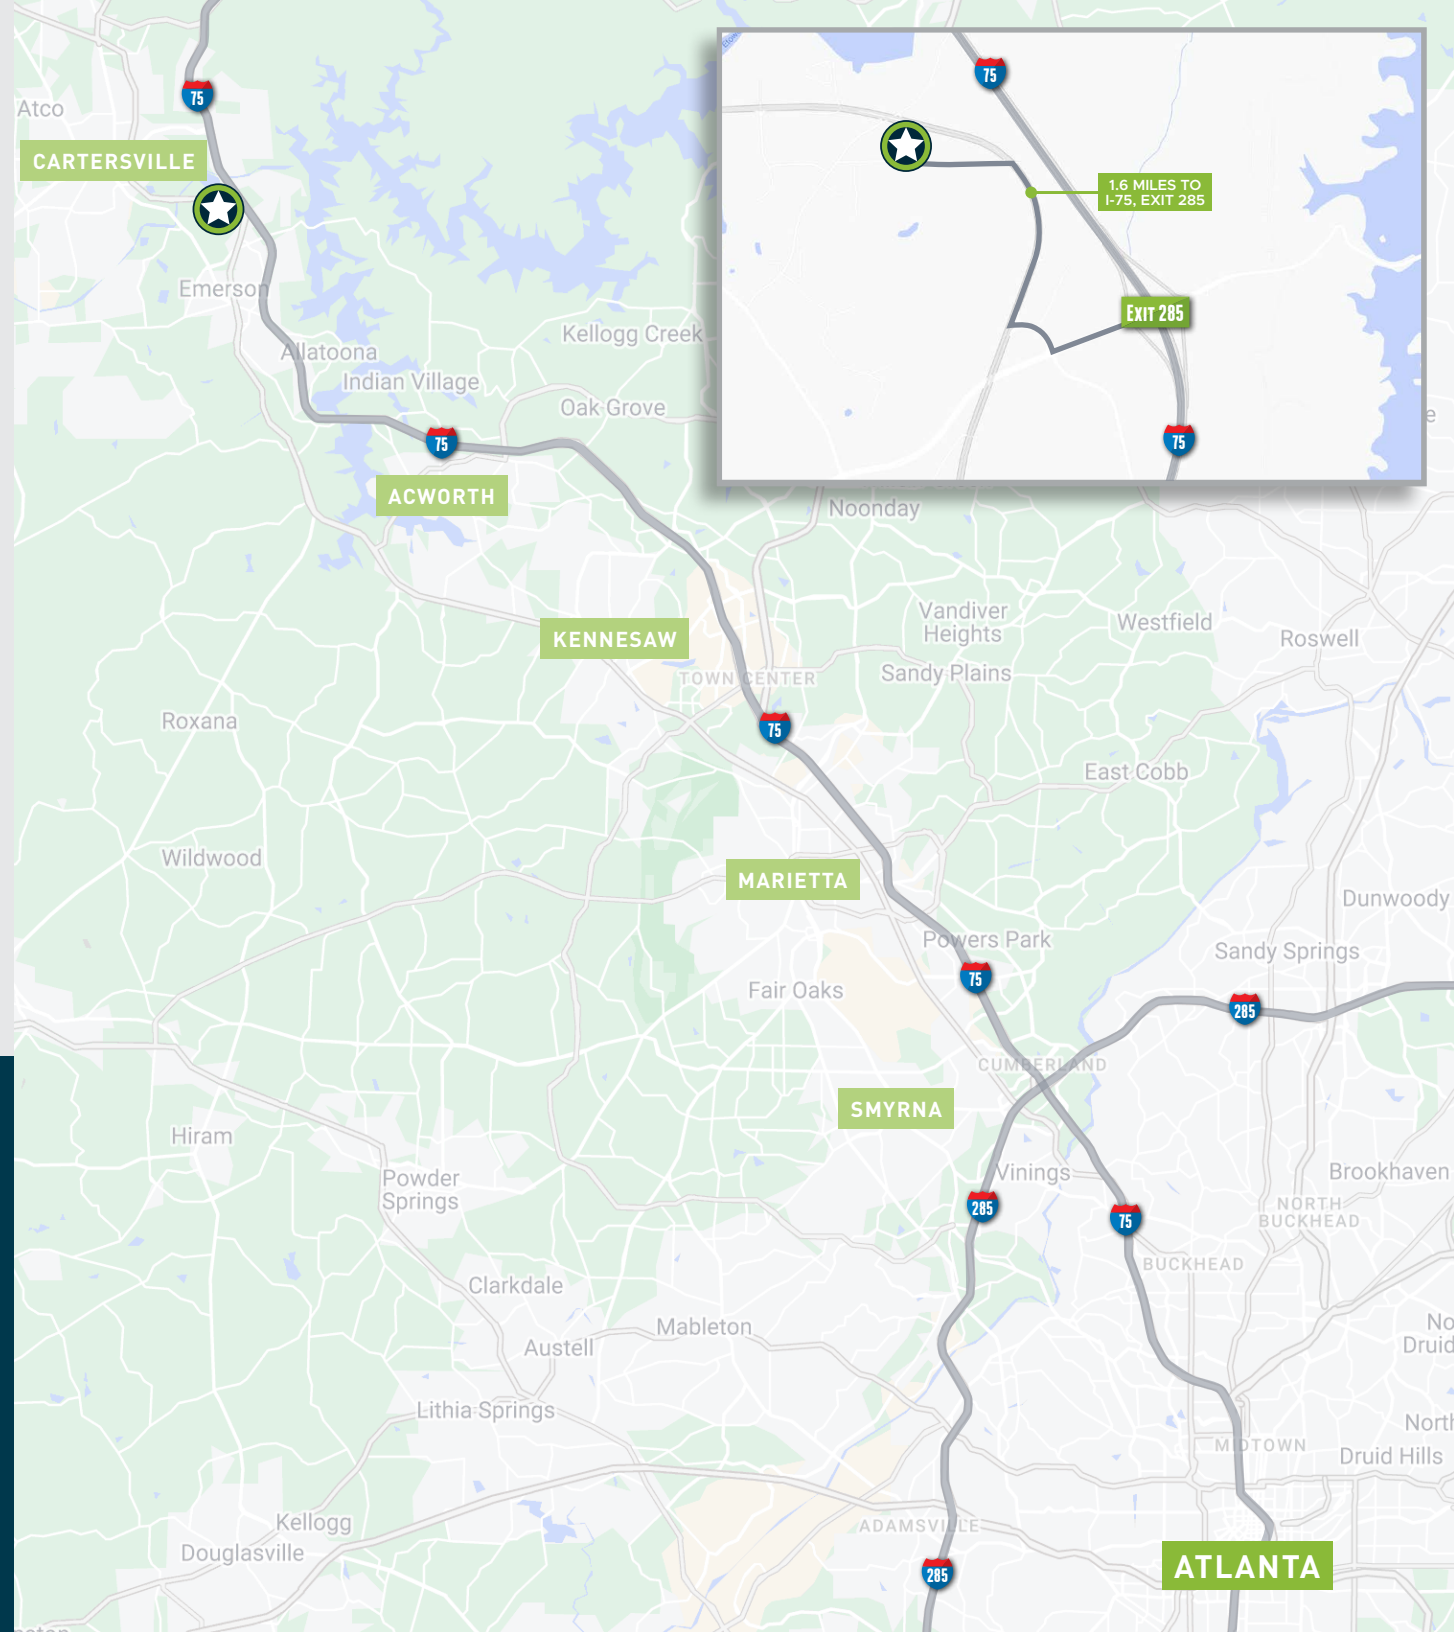 75
Atco
CARTERSVILLE
75
1.6 MILES TO
I-75, EXIT 285
Emerson
EXIT 285
Allatoona
Kellogg Creek
Indian Village
Oak Grove
75
75
ACWORTH
Noonday
Vandiver
Heights
Westfield
Roswell
KENNESAW
TOWN CENTER
Sandy Plains
Roxana
75
East Cobb
Wildwood
MARIETTA
Dunwoody
Powers Park
Sandy Springs
75
Fair Oaks
285
CUMBERLAND
SMYRNA
Hiram
Powder
Springs
Vinings
Brookhaven
285
75
NORTH
BUCKHEAD
BUCKHEAD
Clarkdale
Mableton
Austell
No
Druid
Lithia Springs
North
MIDTOWN
Druid Hills
Kellogg
ADAMSVILLE
Douglasville
285
ATLANTA